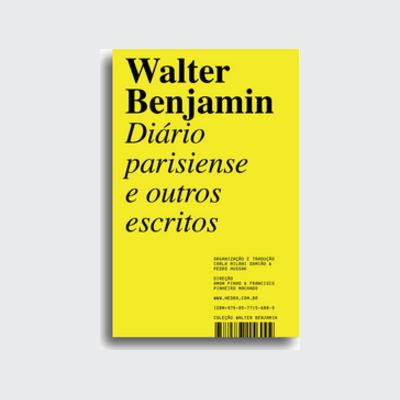 Walter
Benjamin
Diário
parisiense
e outros
escritos
ORGANIZAÇÃO E TRADUÇÃO
CARLA MILANI DAMIÃO &
PEDRO HUSSAK
DIREÇÃO
AMON PINHO & FRANCISCO
PINHEIRO MACHADO
WWW.HEDRA.COM.BR
COLEÇÃO WALTER BENJAMIN